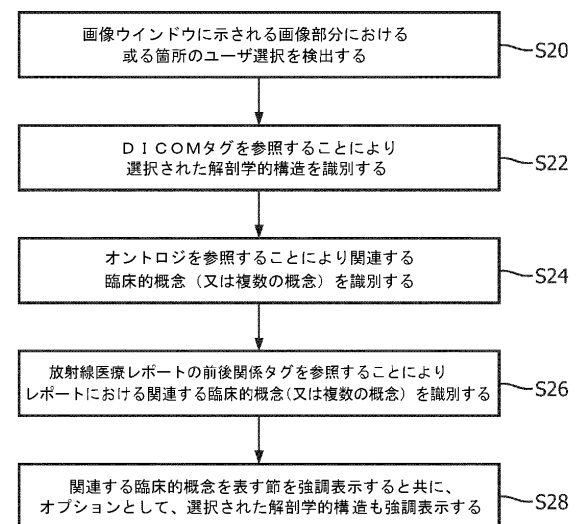 画像ウインドウに示される画像部分における
或る箇所のユーザ選択を検出する
S20
ＤＩＣＯＭタグを参照することにより
選択された解剖学的構造を識別する
S22
オントロジを参照することにより関連する
臨床的概念（又は複数の概念）を識別する
S24
放射線医療レポートの前後関係タグを参照することにより
レポートにおける関連する臨床的概念（又は複数の概念）を識別する
S26
関連する臨床的概念を表す節を強調表示すると共に、
オプションとして、選択された解剖学的構造も強調表示する
S28